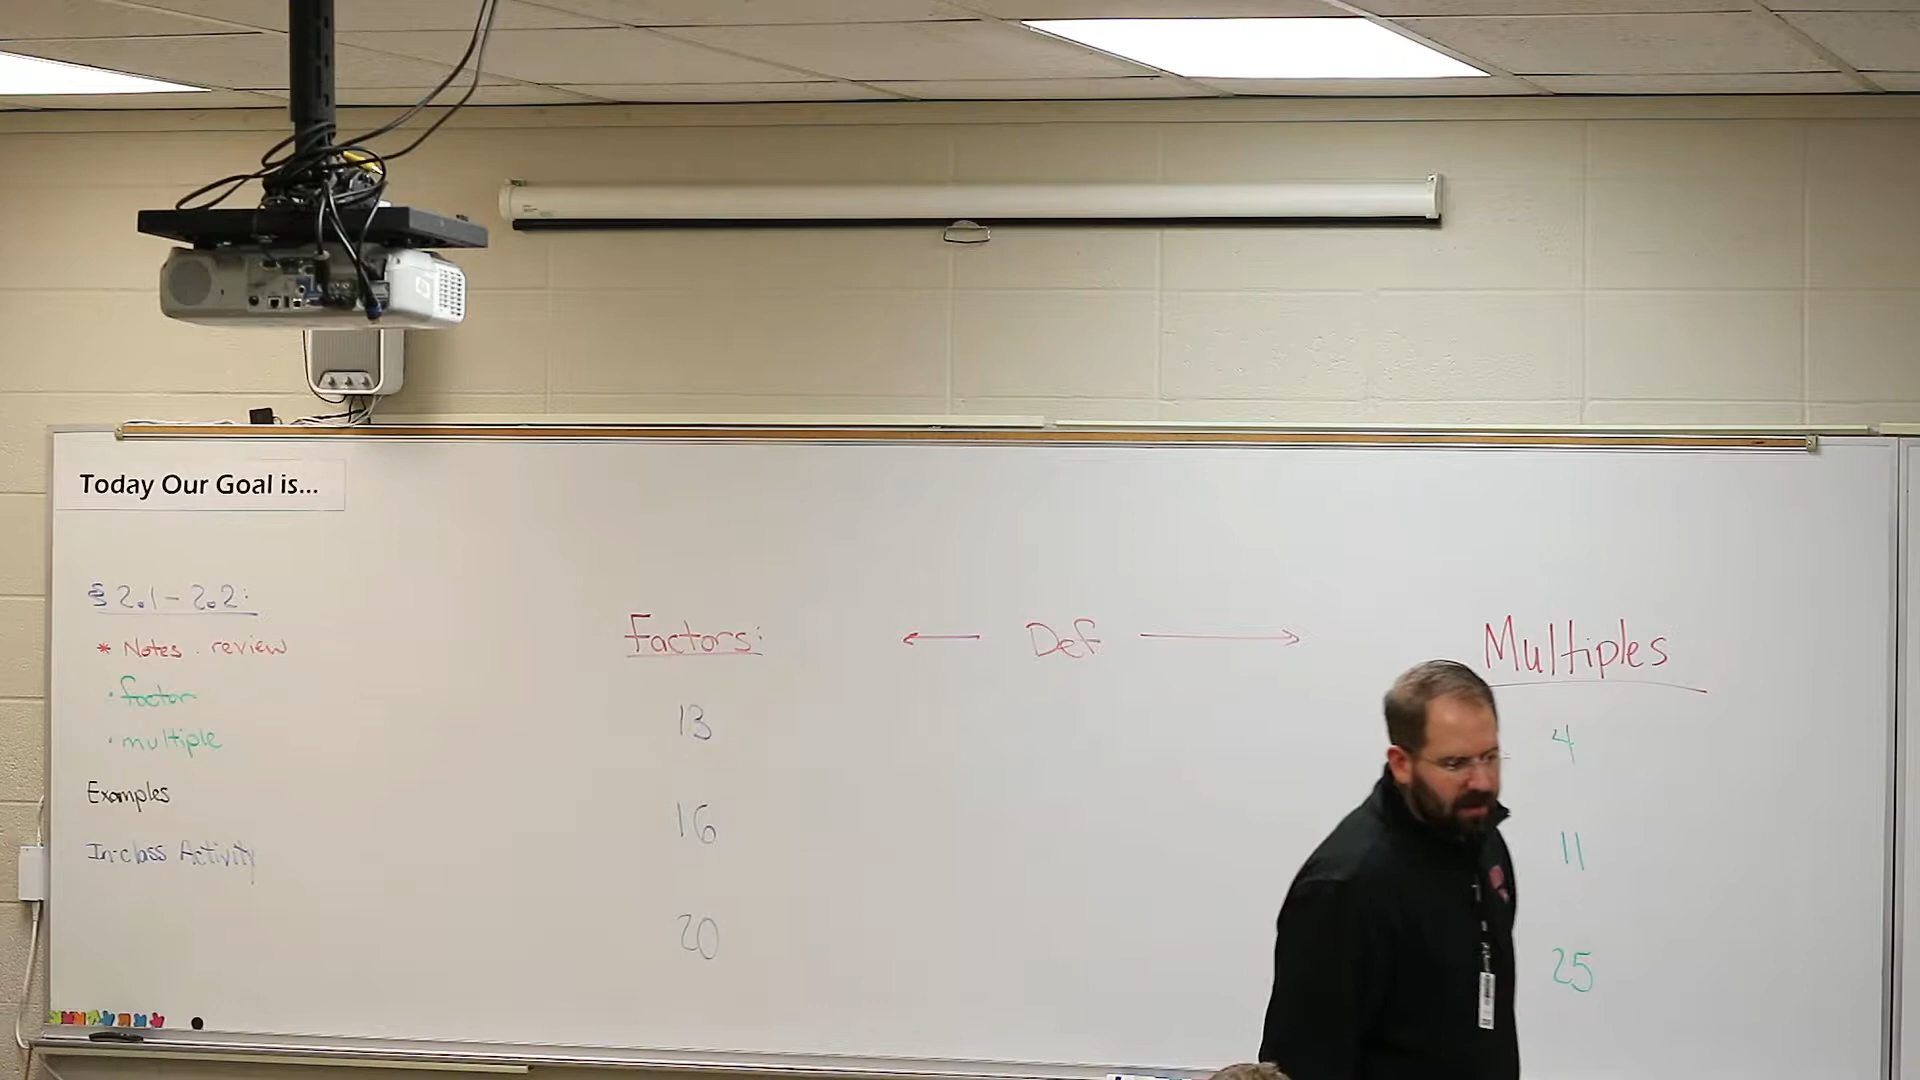 Today Our Goal is...
§ 2.1 - 2.2:
* Notes. review
· factor
· multiple
Examples
In-class Activity
Factors:
13
16
20
← Def →
Multiples
4
11
25